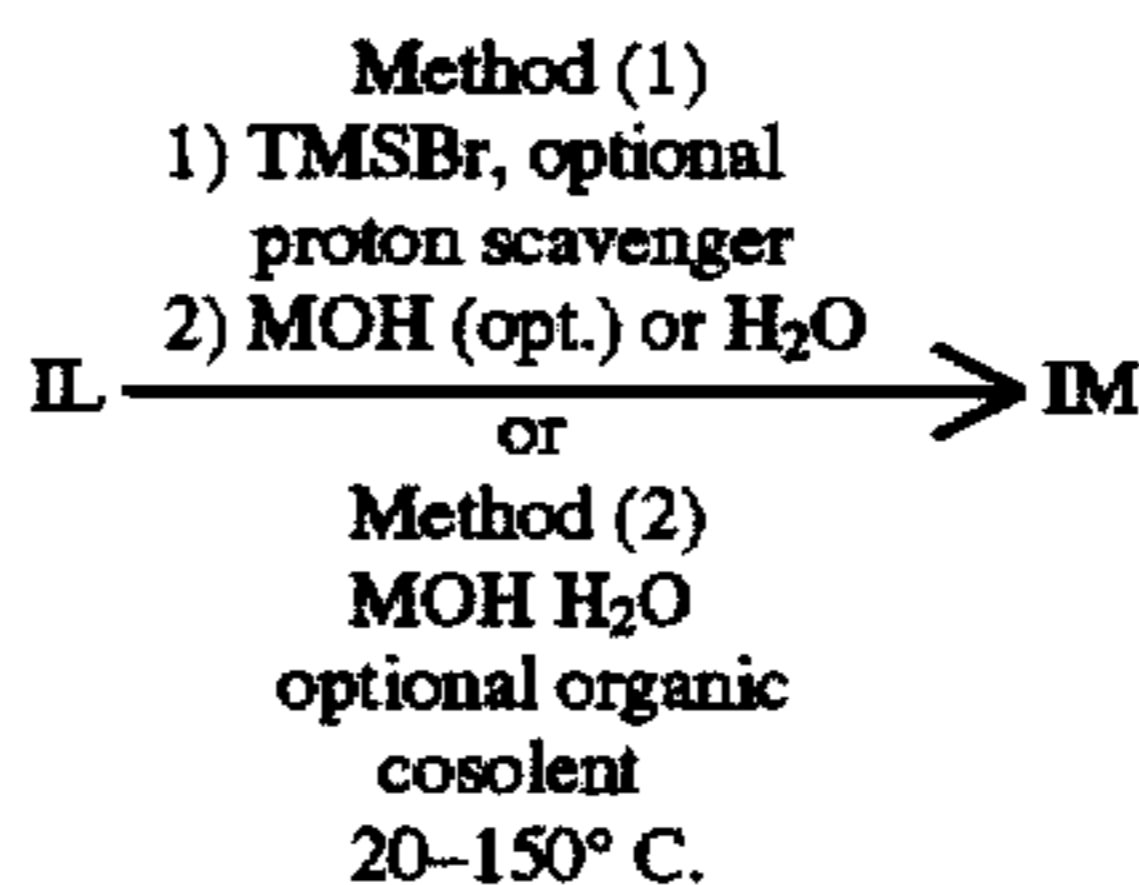 Method (1)
1) TMSBr, optional
proton scavenger
2) MOH (opt.) or H₂O
IL
IM
or
Method (2)
MOH H₂O
optional organic
cosolent
20–150° C.